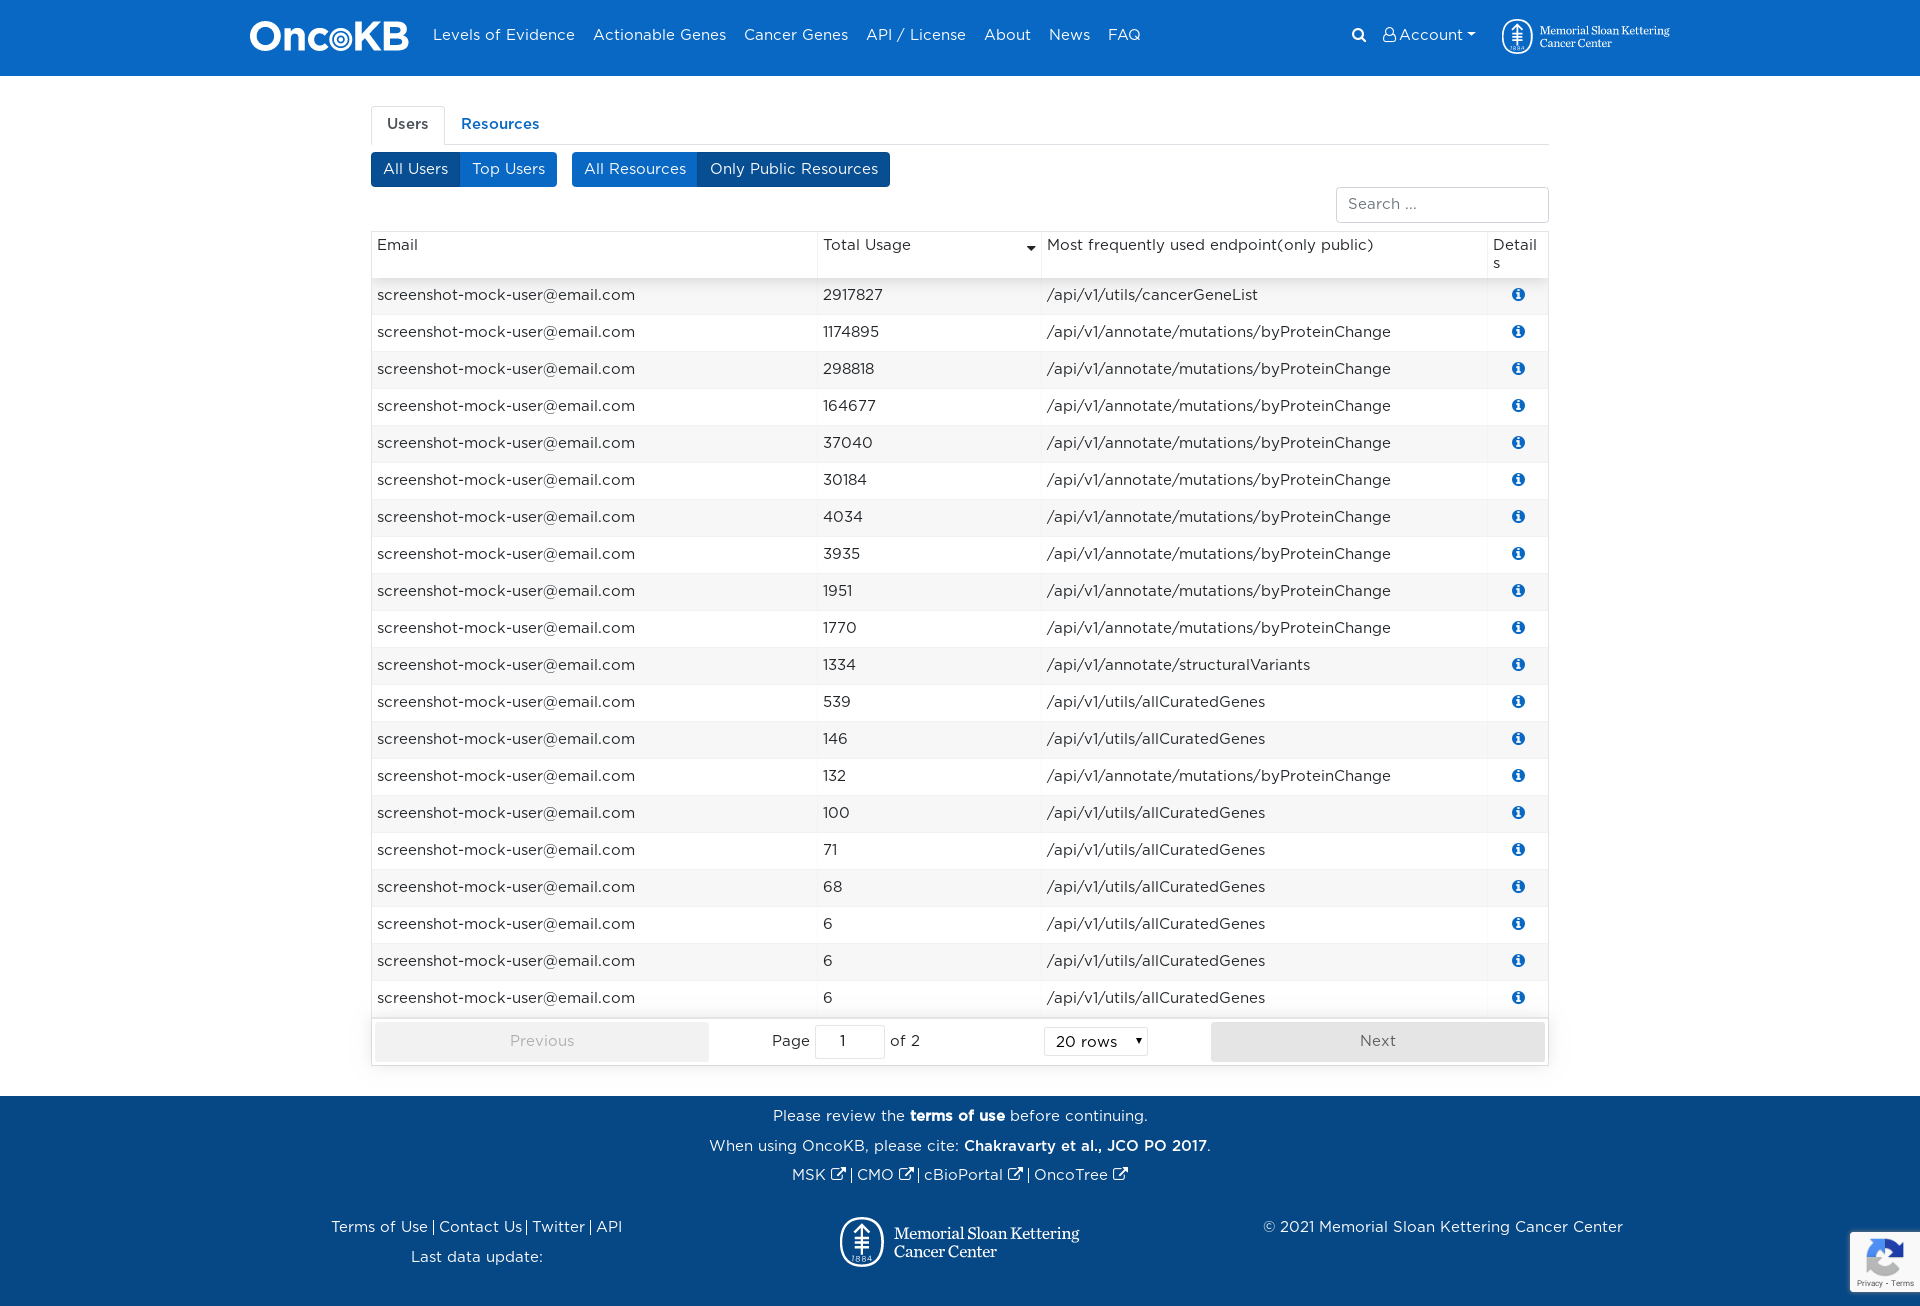 OncoKB Levels of Evidence Actionable Genes Cancer Genes API / License About News FAQ Account 1884 Memorial Sloan Kettering
Cancer Center
Users Resources
All Users Top Users All Resources Only Public Resources
Search ...
Email Total Usage Most frequently used endpoint(only public) Detail
s
screenshot-mock-user@email.com 2917827 /api/v1/utils/cancerGeneList
screenshot-mock-user@email.com 1174895 /api/v1/annotate/mutations/byProteinChange
screenshot-mock-user@email.com 298818 /api/v1/annotate/mutations/byProteinChange
screenshot-mock-user@email.com 164677 /api/v1/annotate/mutations/byProteinChange
screenshot-mock-user@email.com 37040 /api/v1/annotate/mutations/byProteinChange
screenshot-mock-user@email.com 30184 /api/v1/annotate/mutations/byProteinChange
screenshot-mock-user@email.com 4034 /api/v1/annotate/mutations/byProteinChange
screenshot-mock-user@email.com 3935 /api/v1/annotate/mutations/byProteinChange
screenshot-mock-user@email.com 1951 /api/v1/annotate/mutations/byProteinChange
screenshot-mock-user@email.com 1770 /api/v1/annotate/mutations/byProteinChange
screenshot-mock-user@email.com 1334 /api/v1/annotate/structuralVariants
screenshot-mock-user@email.com 539 /api/v1/utils/allCuratedGenes
screenshot-mock-user@email.com 146 /api/v1/utils/allCuratedGenes
screenshot-mock-user@email.com 132 /api/v1/annotate/mutations/byProteinChange
screenshot-mock-user@email.com 100 /api/v1/utils/allCuratedGenes
screenshot-mock-user@email.com 71 /api/v1/utils/allCuratedGenes
screenshot-mock-user@email.com 68 /api/v1/utils/allCuratedGenes
screenshot-mock-user@email.com 6 /api/v1/utils/allCuratedGenes
screenshot-mock-user@email.com 6 /api/v1/utils/allCuratedGenes
screenshot-mock-user@email.com 6 /api/v1/utils/allCuratedGenes
Previous Page 1 of 2 20 rows Next
Please review the terms of use before continuing.
When using OncoKB, please cite: Chakravarty et al., JCO PO 2017.
MSK | CMO | cBioPortal | OncoTree
Terms of Use | Contact Us | Twitter | API
Last data update:
1884 Memorial Sloan Kettering
Cancer Center
© 2021 Memorial Sloan Kettering Cancer Center
Privacy - Terms